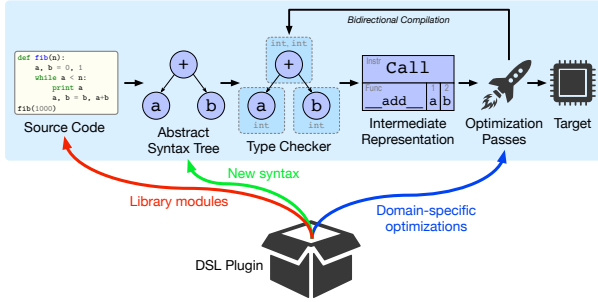 Bidirectional Compilation
def fib(n):
a, b = 0, 1
while a < n:
print a
a, b = b, a+b
fib(1000)
Source Code
+
a
b
Abstract
Syntax Tree
int, int
+
a
b
int
int
Type Checker
Instr
Call
Func
1
2
__add__
a
b
Intermediate
Representation
Optimization
Passes
Target
New syntax
Library modules
Domain-specific
optimizations
DSL Plugin